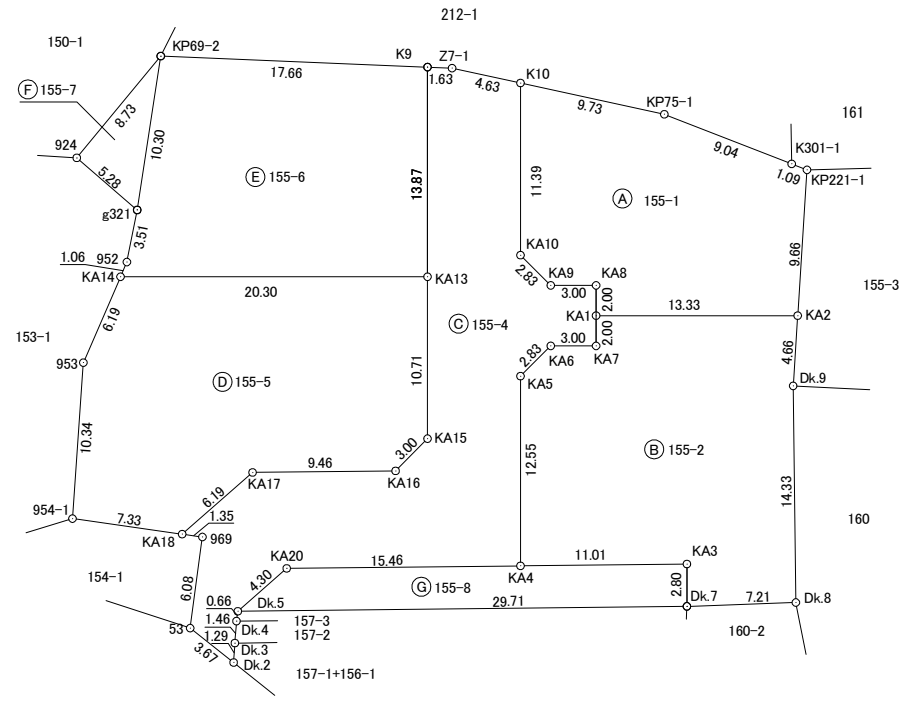 212-1
150-1
KP69-2
K9
Z7-1
17.66
1.63
4.63
K10
F 155-7
8.73
9.73
KP75-1
161
924
10.30
9.04
K301-1
5.28
1.09
KP221-1
E 155-6
13.87
11.39
A 155-1
g321
3.51
KA10
9.66
1.06
952
KA14
KA13
2.83
KA9
KA8
3.00
2.00
155-3
20.30
6.19
C 155-4
KA1
13.33
KA2
153-1
2.00
3.00
KA6
KA7
2.83
4.66
953
KA5
Dk.9
D 155-5
10.71
10.34
KA15
3.00
12.55
B 155-2
9.46
KA17
KA16
14.33
6.19
954-1
7.33
1.35
KA18
969
160
KA20
15.46
KA4
11.01
KA3
154-1
6.08
4.30
G 155-8
2.80
0.66
Dk.5
29.71
Dk.7
7.21
Dk.8
1.46
Dk.4
157-3
53
157-2
160-2
1.29
Dk.3
3.67
Dk.2
157-1+156-1